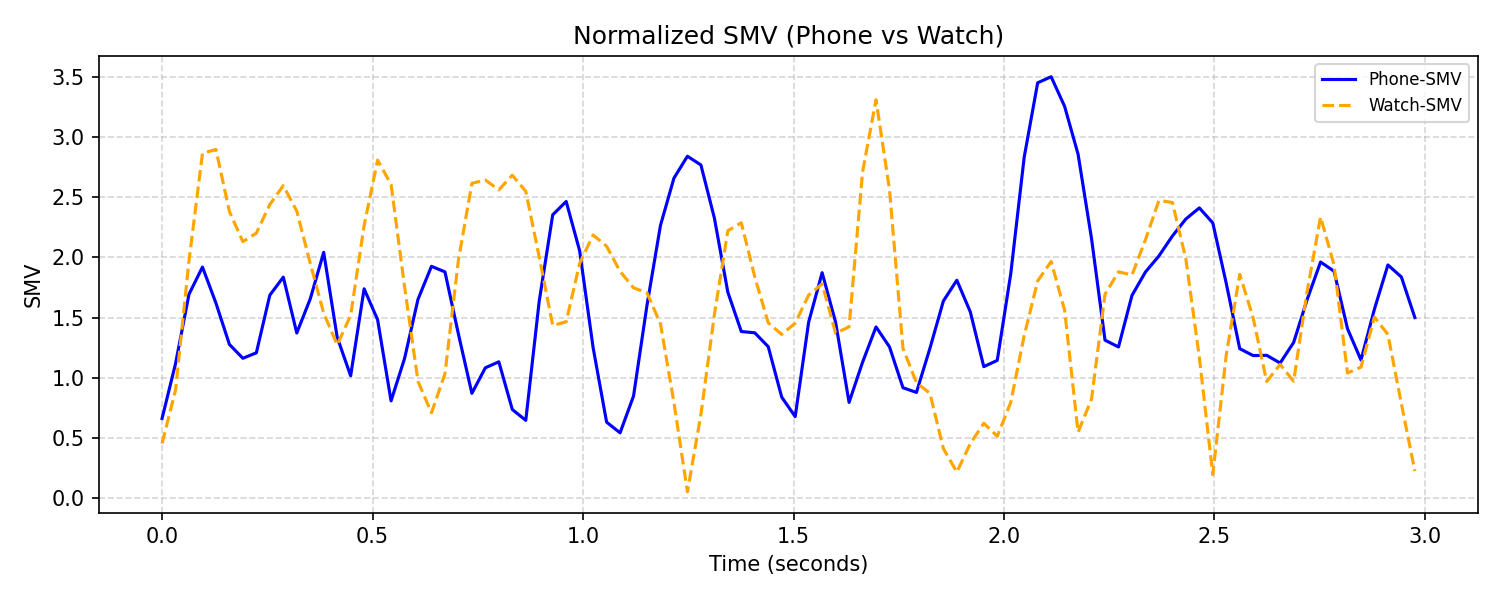 Normalized SMV (Phone vs Watch)
Phone-SMV
Watch-SMV
3.5
3.0
2.5
2.0
1.5
1.0
0.5
0.0
SMV
0.0 0.5 1.0 1.5 2.0 2.5 3.0
Time (seconds)